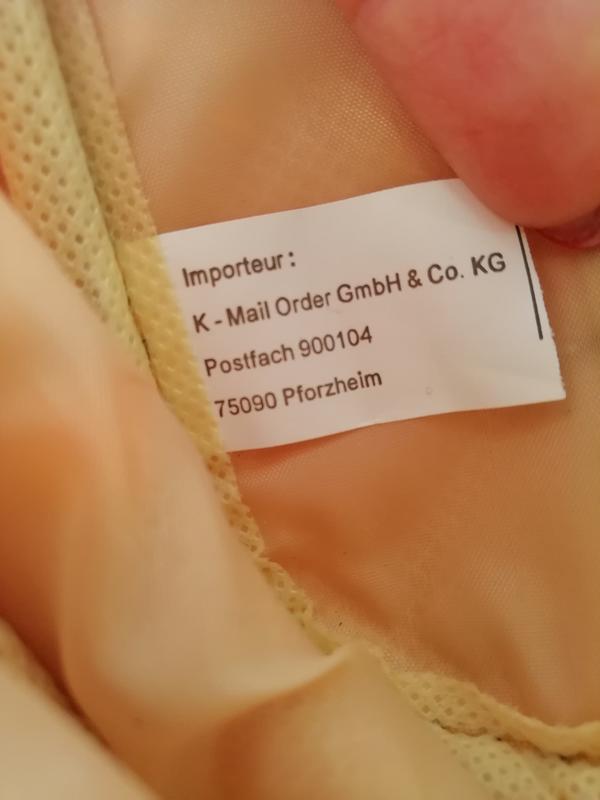 Importeur :
K - Mail Order GmbH & Co. KG
Postfach 900104
75090 Pforzheim